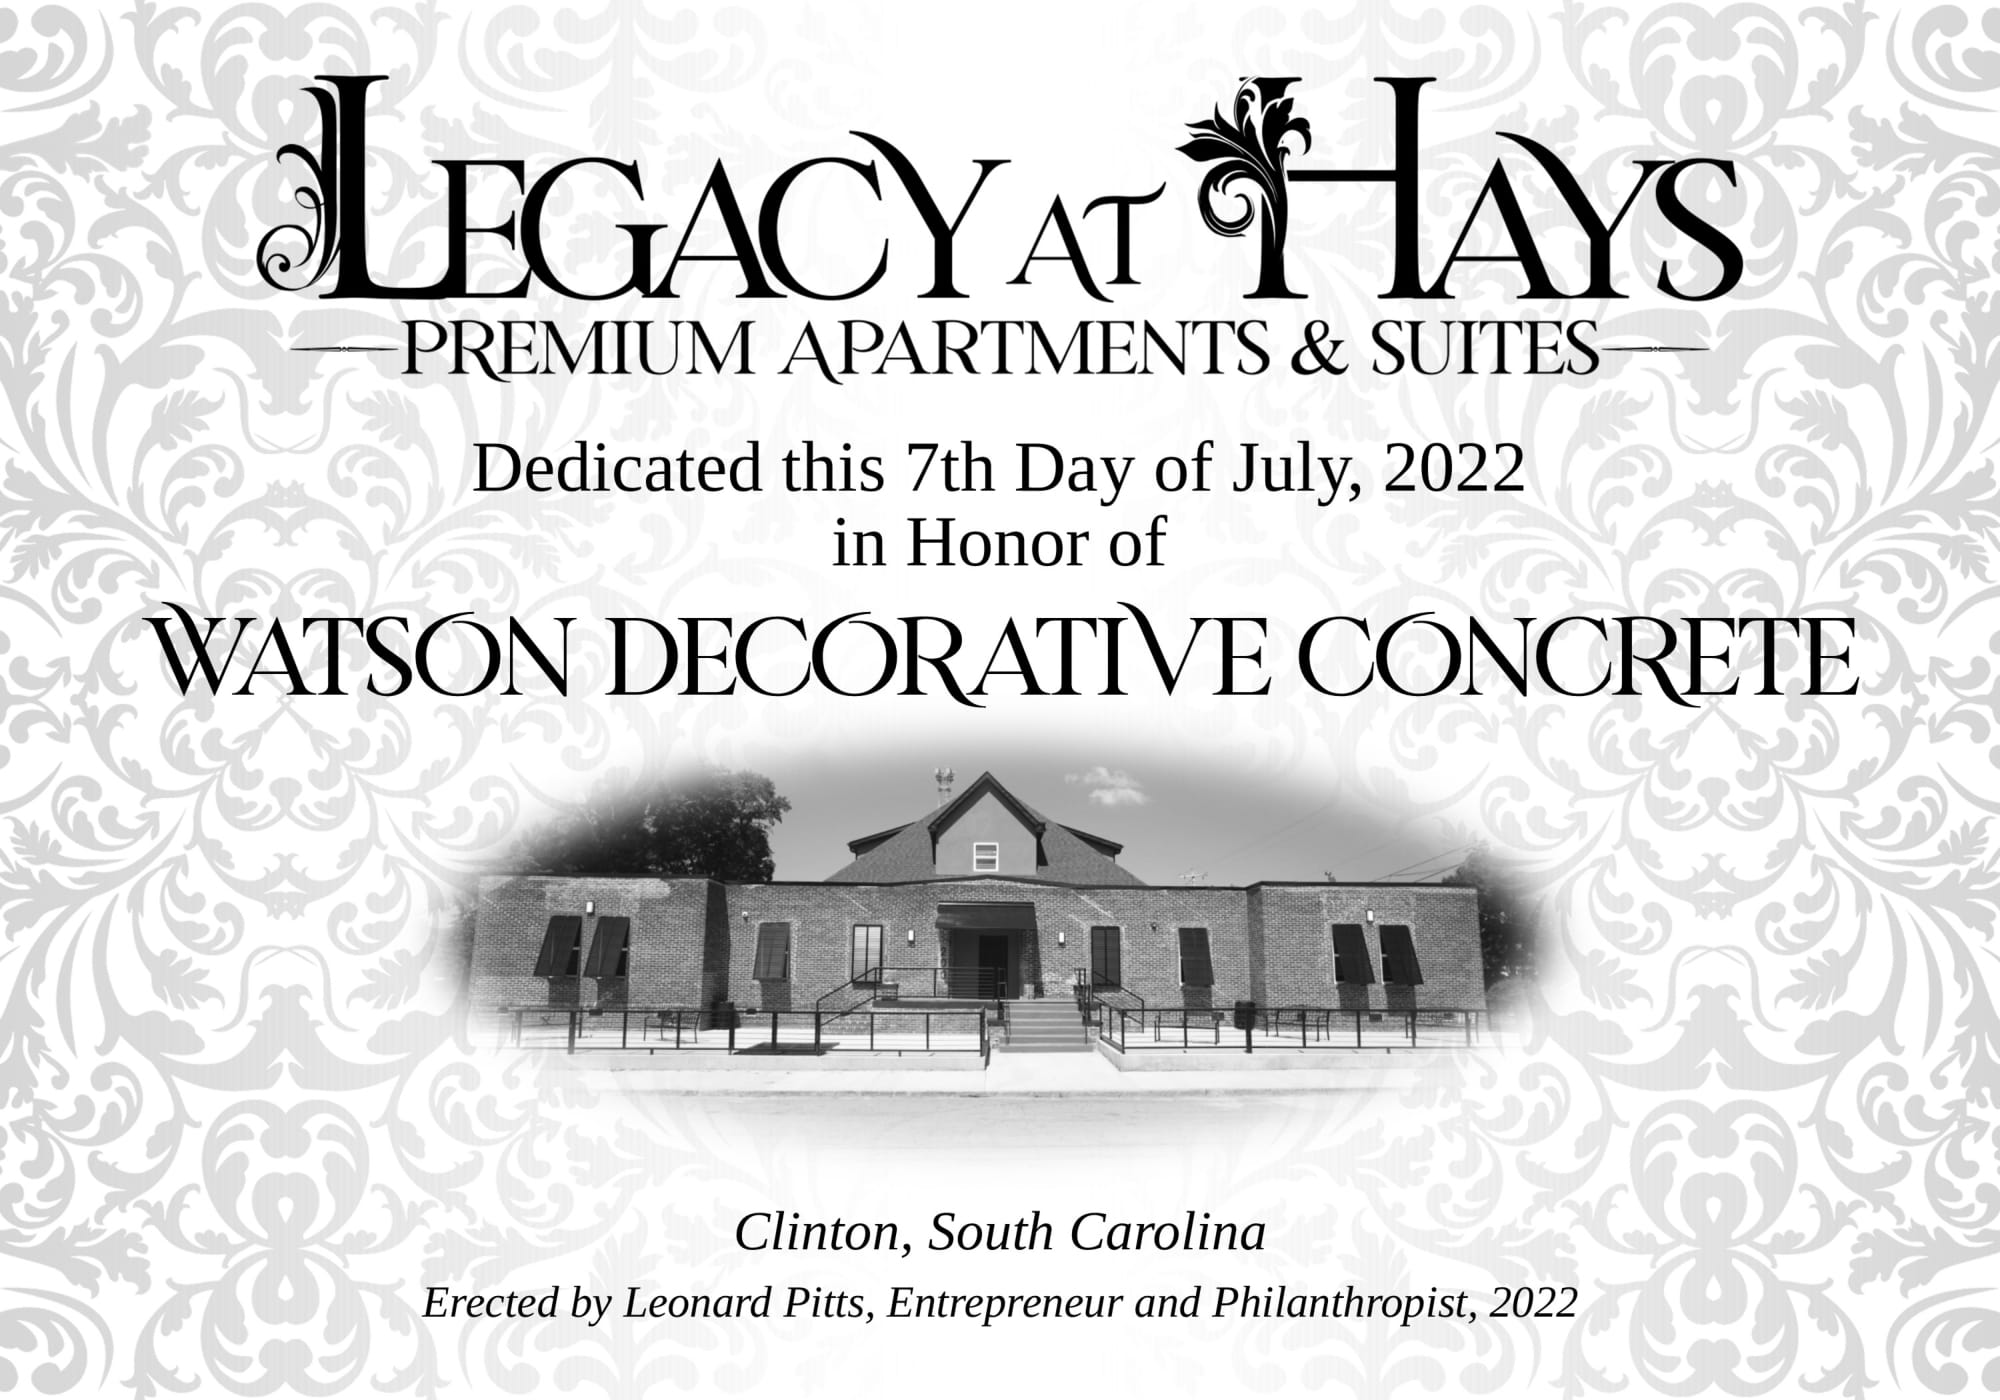 LEGACY AT HAYS
PREMIUM APARTMENTS & SUITES
Dedicated this 7th Day of July, 2022
in Honor of
WATSON DECORATIVE CONCRETE
Clinton, South Carolina
Erected by Leonard Pitts, Entrepreneur and Philanthropist, 2022